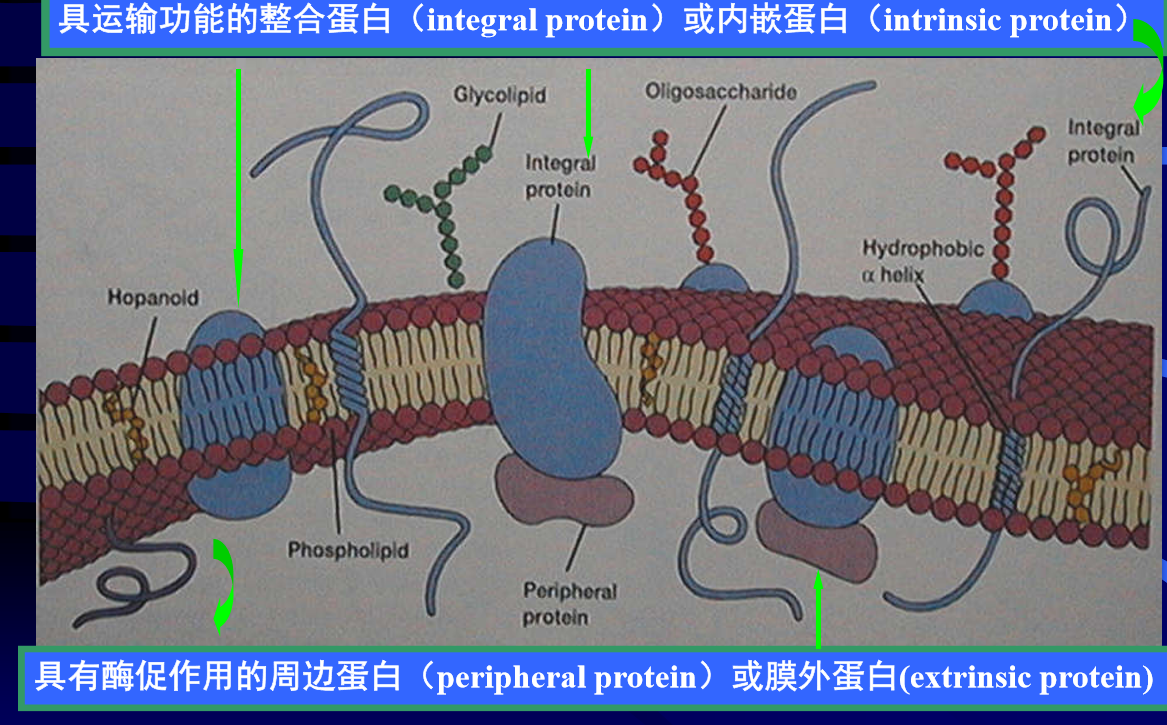 具运输功能的整合蛋白（integral protein）或内嵌蛋白（intrinsic protein）
Glycolipid
Oligosaccharide
Integral
protein
Integral
protein
Hydrophobic
α helix
Hopanoid
Phospholipid
Peripheral
protein
具有酶促作用的周边蛋白（peripheral protein）或膜外蛋白(extrinsic protein)